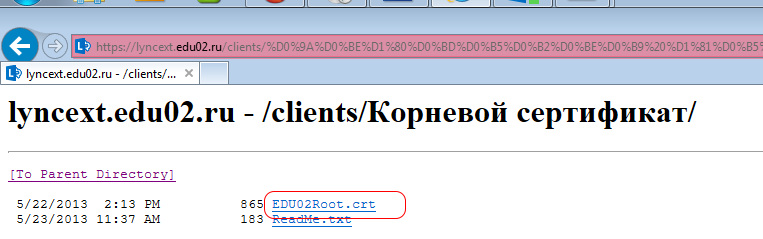 https://lyncext.edu02.ru/clients/%D0%9A%D0%BE%D1%80%D0%BD%D0%B5%D0%B2%D0%BE%D0%B9%20%D1%81%D0%B5%
lyncext.edu02.ru - /clients/...
lyncext.edu02.ru - /clients/Корневой сертификат/
[To Parent Directory]
5/22/2013 2:13 PM 865 EDU02Root.crt
5/23/2013 11:37 AM 183 ReadMe.txt